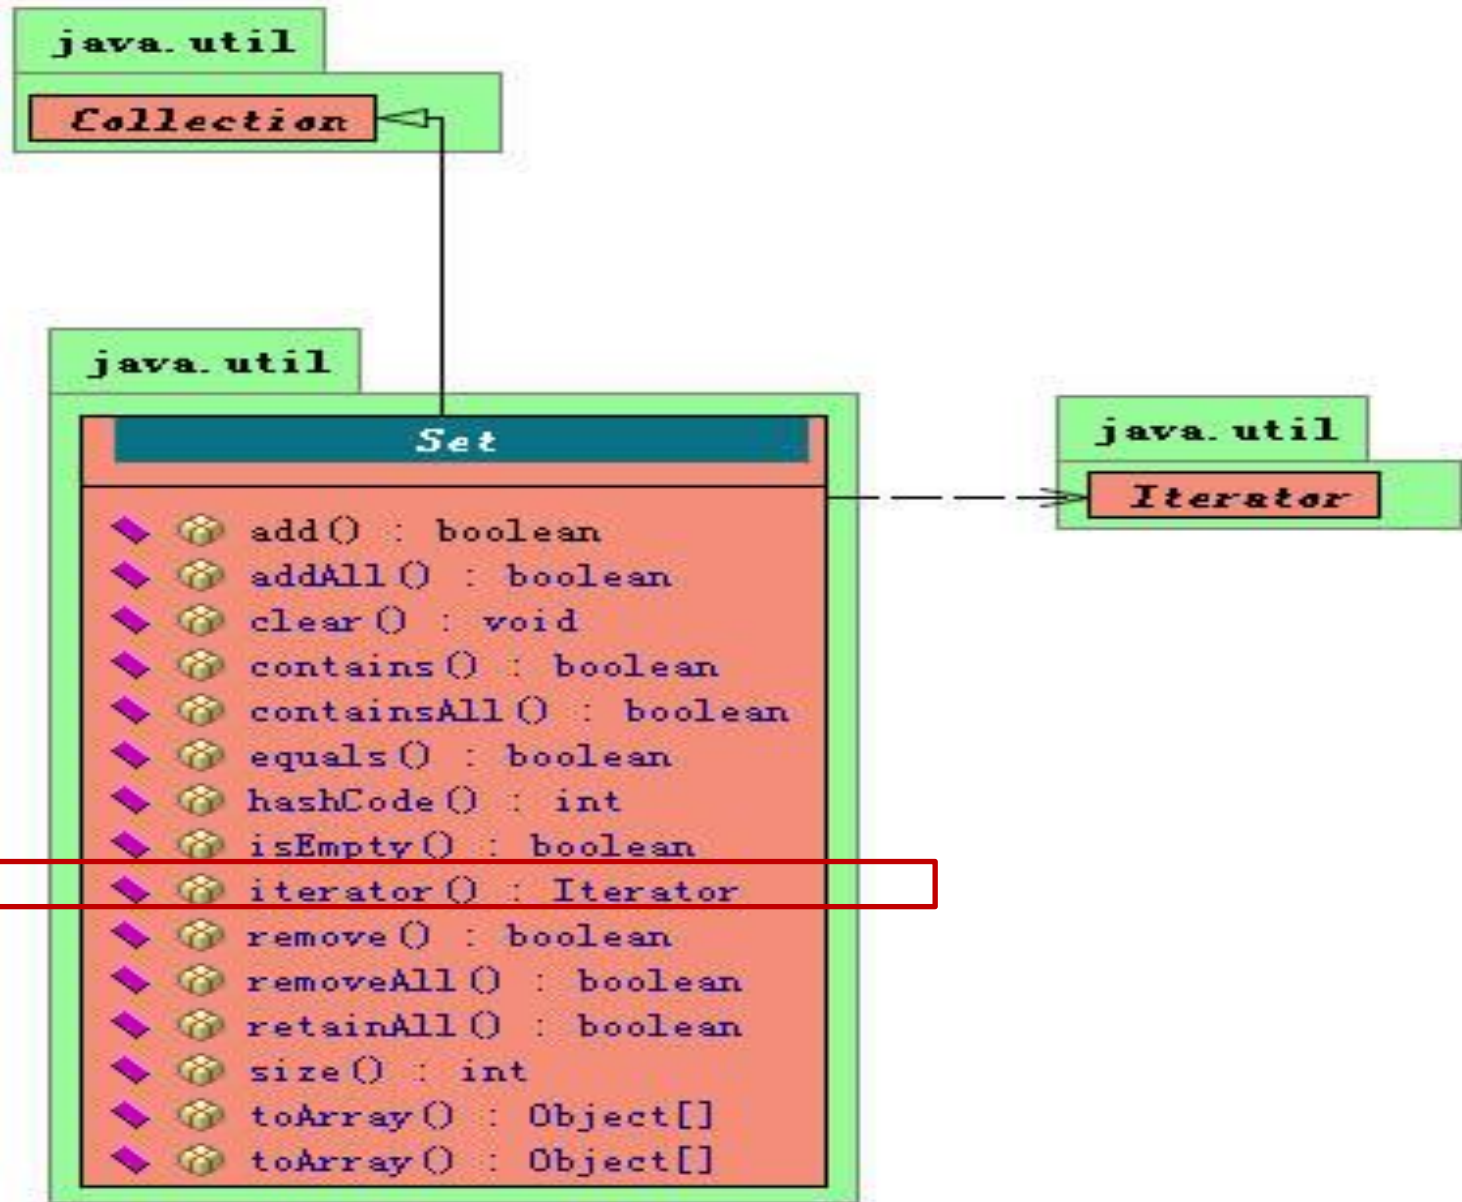 java.util
Collection
java.util
Set
java.util
Iterator
add() : boolean
addAll() : boolean
clear() : void
contains() : boolean
containsAll() : boolean
equals() : boolean
hashCode() : int
isEmpty() : boolean
iterator() : Iterator
remove() : boolean
removeAll() : boolean
retainAll() : boolean
size() : int
toArray() : Object[]
toArray() : Object[]